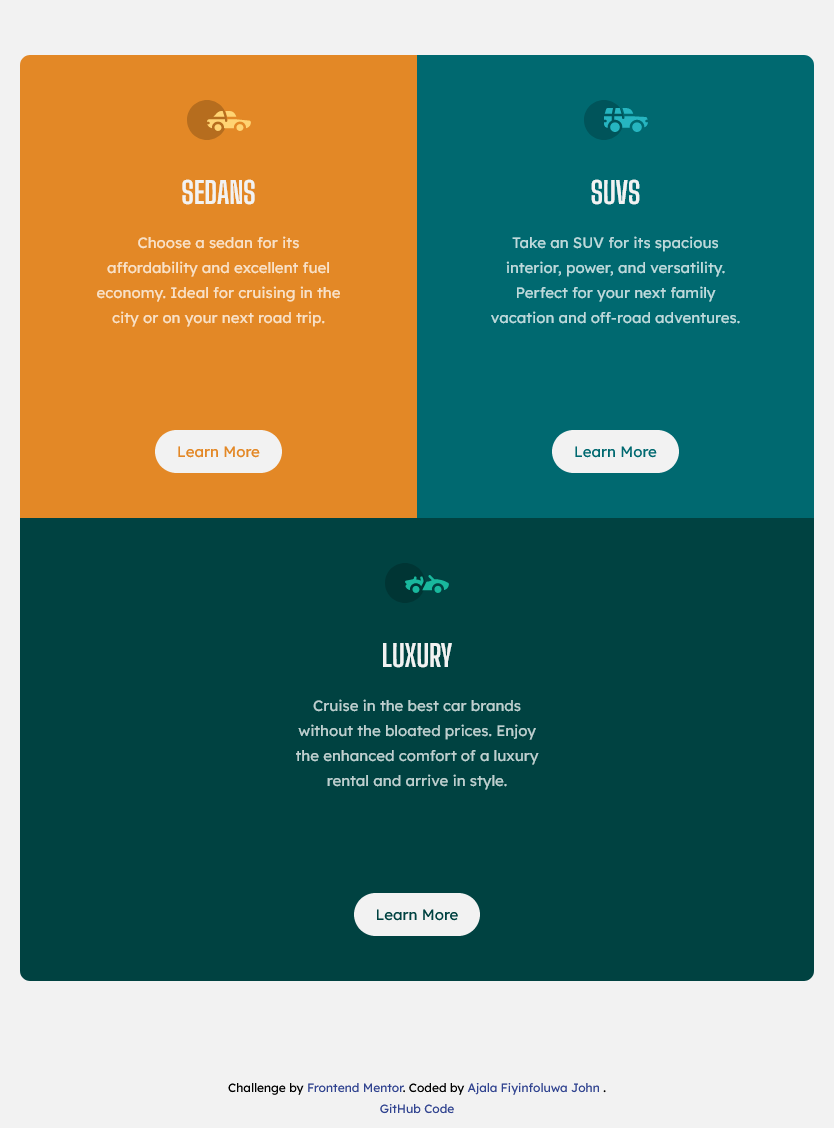 SEDANS
Choose a sedan for its
affordability and excellent fuel
economy. Ideal for cruising in the
city or on your next road trip.
Learn More
SUVS
Take an SUV for its spacious
interior, power, and versatility.
Perfect for your next family
vacation and off-road adventures.
Learn More
LUXURY
Cruise in the best car brands
without the bloated prices. Enjoy
the enhanced comfort of a luxury
rental and arrive in style.
Learn More
Challenge by Frontend Mentor. Coded by Ajala Fiyinfoluwa John .
GitHub Code